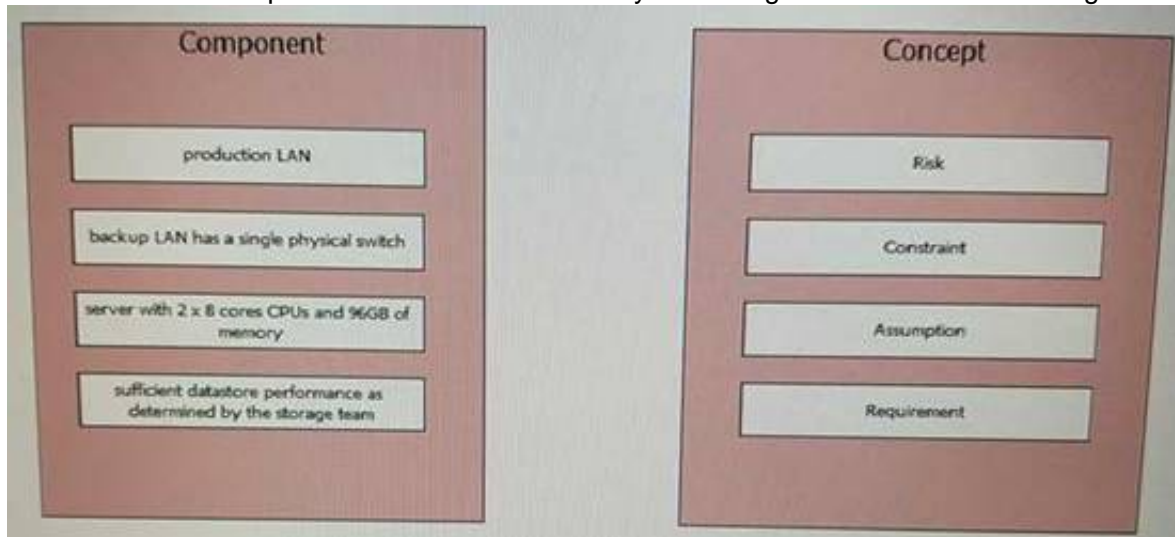 Component
production LAN
backup LAN has a single physical switch
server with 2 x 8 cores CPUs and 96GB of
memory
sufficient datastore performance as
determined by the storage team
Concept
Risk
Constraint
Assumption
Requirement